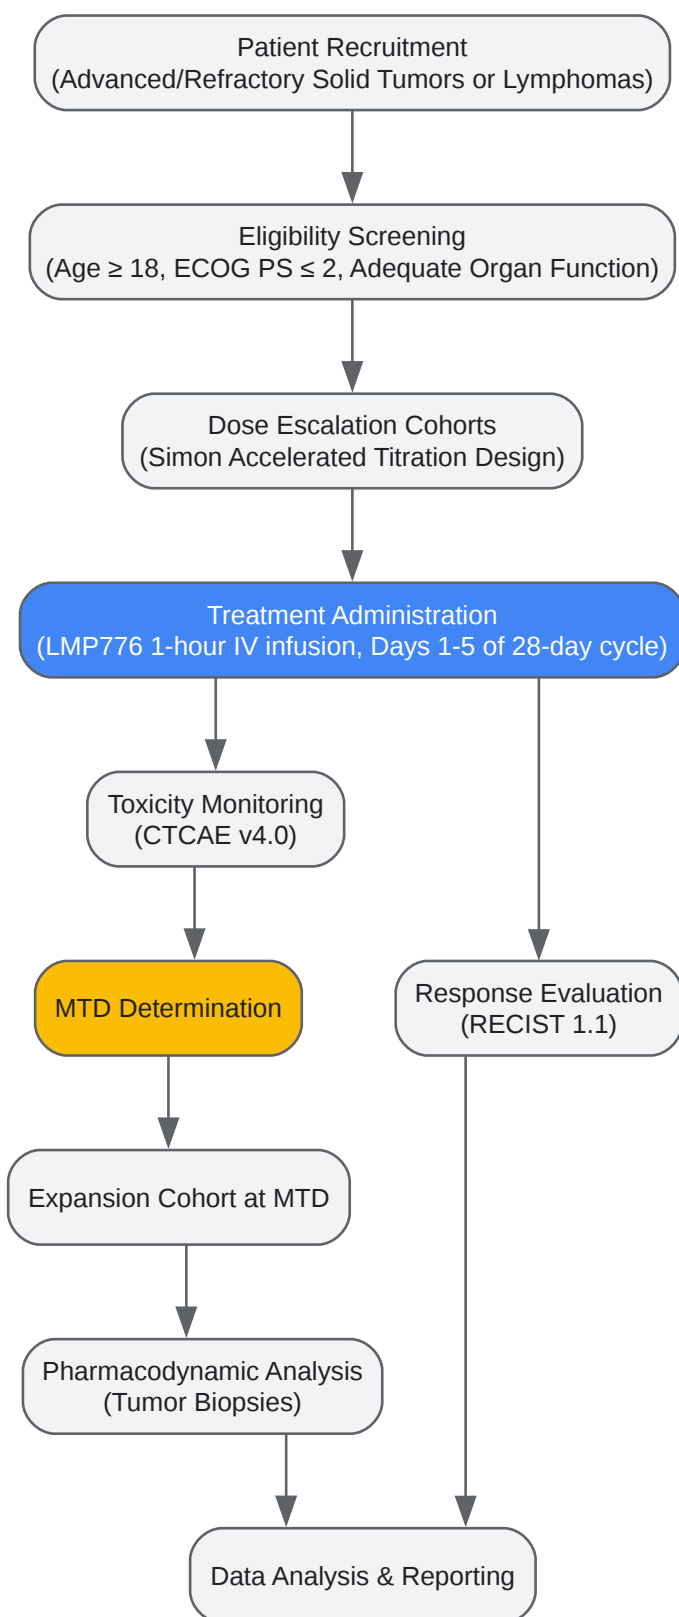 Patient Recruitment
(Advanced/Refractory Solid Tumors or Lymphomas)
Eligibility Screening
(Age ≥ 18, ECOG PS ≤ 2, Adequate Organ Function)
Dose Escalation Cohorts
(Simon Accelerated Titration Design)
Treatment Administration
(LMP776 1-hour IV infusion, Days 1-5 of 28-day cycle)
Toxicity Monitoring
(CTCAE v4.0)
MTD Determination
Response Evaluation
(RECIST 1.1)
Expansion Cohort at MTD
Pharmacodynamic Analysis
(Tumor Biopsies)
Data Analysis & Reporting